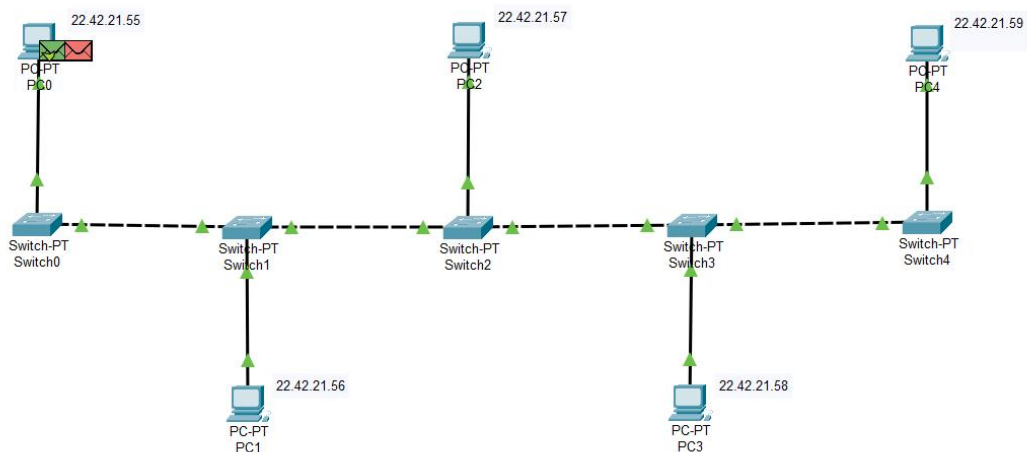 22.42.21.55
PC-PT
PC0
22.42.21.57
PC-PT
PC2
22.42.21.59
PC-PT
PC4
Switch-PT
Switch0
Switch-PT
Switch1
Switch-PT
Switch2
Switch-PT
Switch3
Switch-PT
Switch4
22.42.21.56
PC-PT
PC1
22.42.21.58
PC-PT
PC3